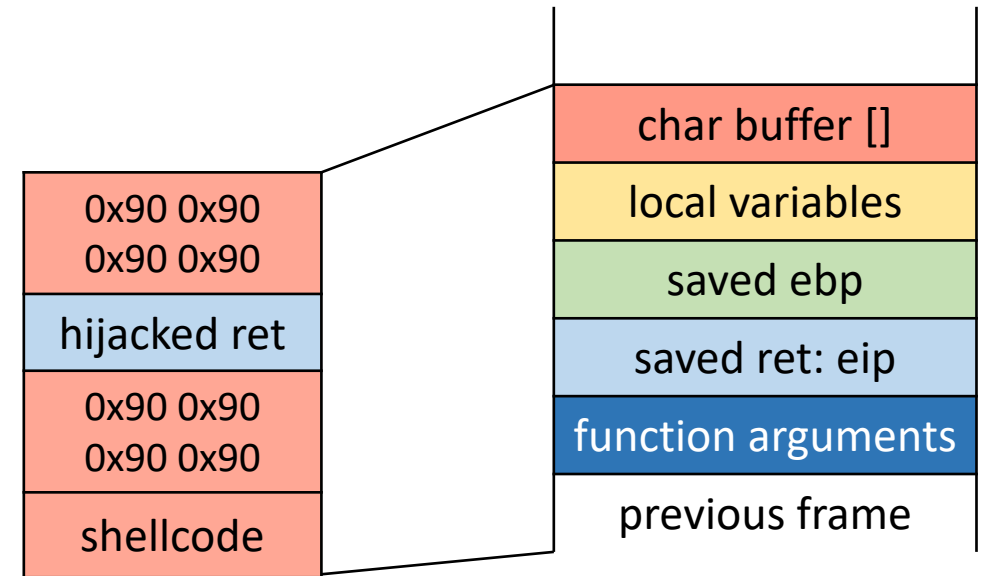 0x90 0x90
0x90 0x90
hijacked ret
0x90 0x90
0x90 0x90
shellcode
char buffer []
local variables
saved ebp
saved ret: eip
function arguments
previous frame